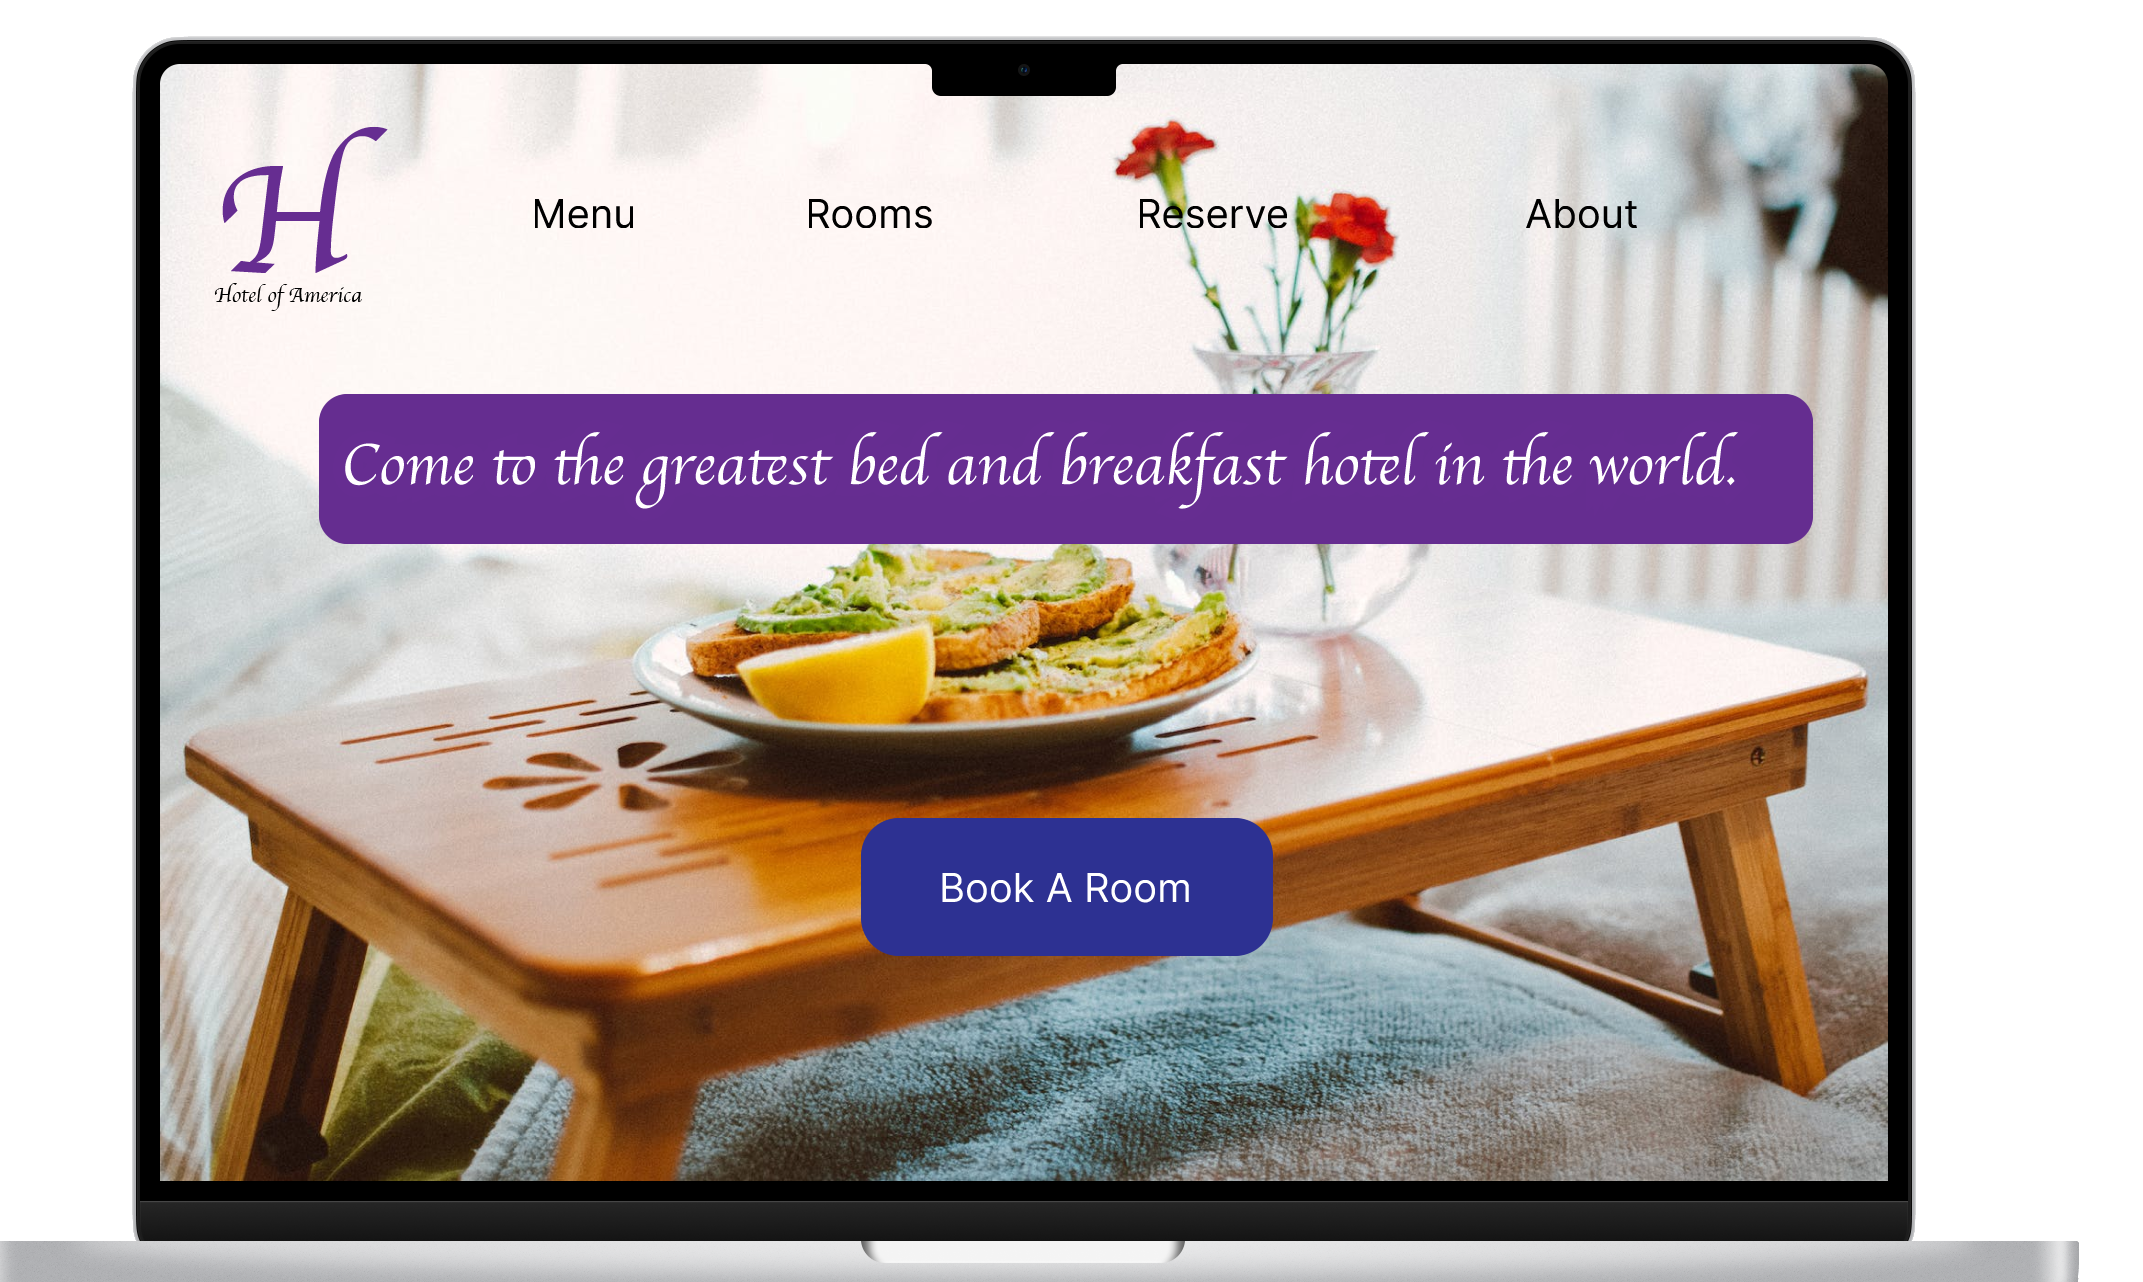 H
Hotel of America
Menu
Rooms
Reserve
About
Come to the greatest bed and breakfast hotel in the world.
Book A Room